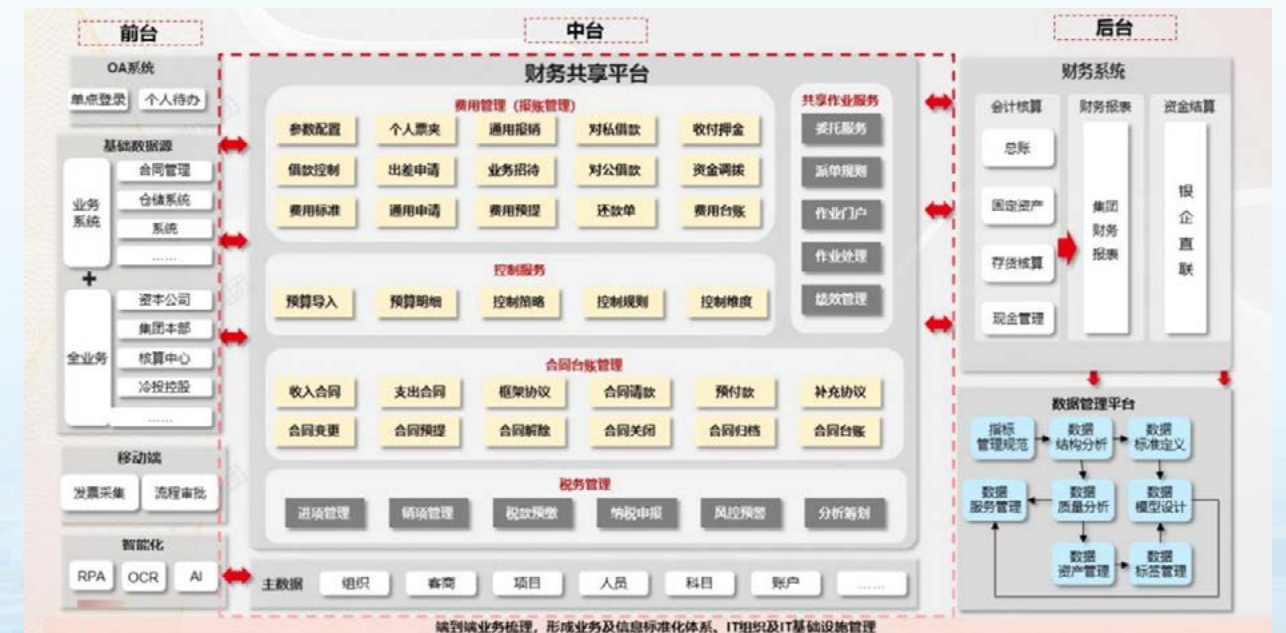 前台
中台
后台
OA系统
单点登录
个人待办
基础数据源
业务
系统
合同管理
仓储系统
系统
……
+
全业务
资本公司
集团本部
核算中心
冷投控股
……
移动端
发票采集
流程审批
智能化
RPA
OCR
AI
财务共享平台
费用管理（报账管理）
参数配置
个人票夹
通用报销
对私借款
收付押金
借款控制
出差申请
业务招待
对公借款
资金调拨
费用标准
通用申请
费用预提
还款单
费用台账
共享作业服务
委托服务
派单规则
作业门户
作业处理
绩效管理
控制服务
预算导入
预算明细
控制策略
控制规则
控制维度
合同台账管理
收入合同
支出合同
框架协议
合同请款
预付款
补充协议
合同变更
合同预提
合同解除
合同关闭
合同归档
合同台账
税务管理
进项管理
销项管理
税款预缴
纳税申报
风控预警
分析筹划
主数据
组织
客商
项目
人员
科目
账户
……
财务系统
会计核算
财务报表
资金结算
总账
固定资产
存货核算
现金管理
集团
财务
报表
银
企
直
联
数据管理平台
指标
管理规范
数据
结构分析
数据
标准定义
数据
服务管理
数据
质量分析
数据
模型设计
数据
资产管理
数据
标签管理
端到端业务梳理，形成业务及信息标准化体系、IT组织及IT基础设施管理